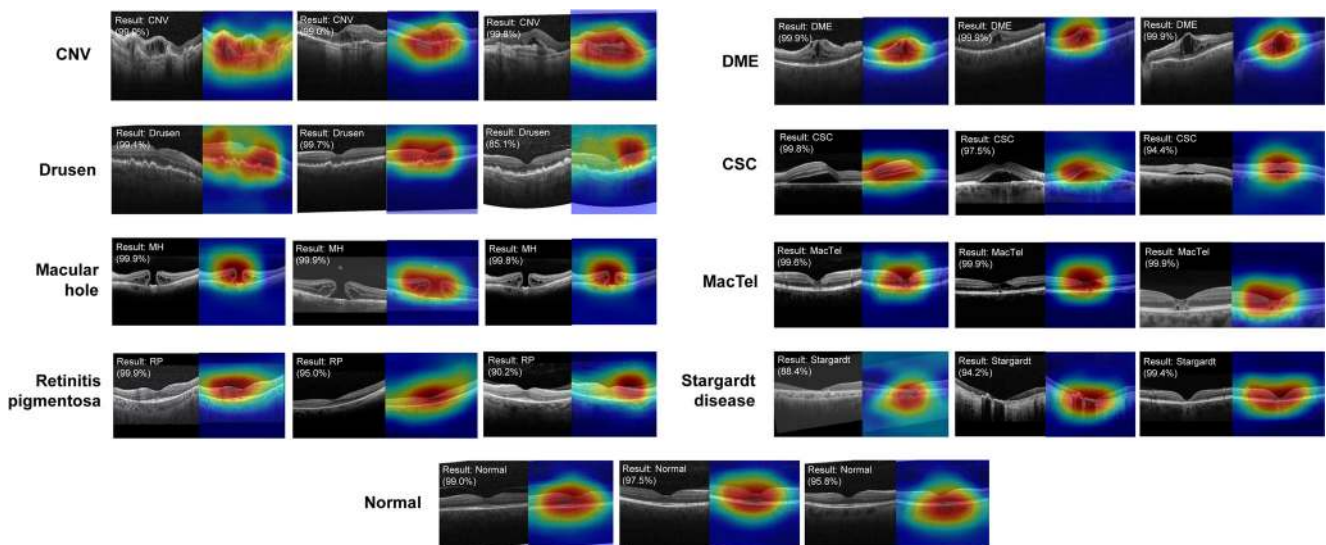 Result: CNV
(99.9%)
Result: CNV
(99.0%)
Result: CNV
(99.8%)
CNV
Result: DME
(99.9%)
Result: DME
(99.9%)
Result: DME
(99.9%)
DME
Result: Drusen
(99.4%)
Result: Drusen
(99.7%)
Result: Drusen
(85.1%)
Drusen
Result: CSC
(99.8%)
Result: CSC
(97.5%)
Result: CSC
(94.4%)
CSC
Result: MH
(99.9%)
Result: MH
(99.9%)
Result: MH
(99.8%)
Macular
hole
Result: MacTel
(99.6%)
Result: MacTel
(99.9%)
Result: MacTel
(99.9%)
MacTel
Result: RP
(99.9%)
Result: RP
(95.0%)
Result: RP
(90.2%)
Retinitis
pigmentosa
Result: Stargardt
(88.4%)
Result: Stargardt
(94.2%)
Result: Stargardt
(99.4%)
Stargardt
disease
Result: Normal
(99.0%)
Result: Normal
(97.5%)
Result: Normal
(95.8%)
Normal